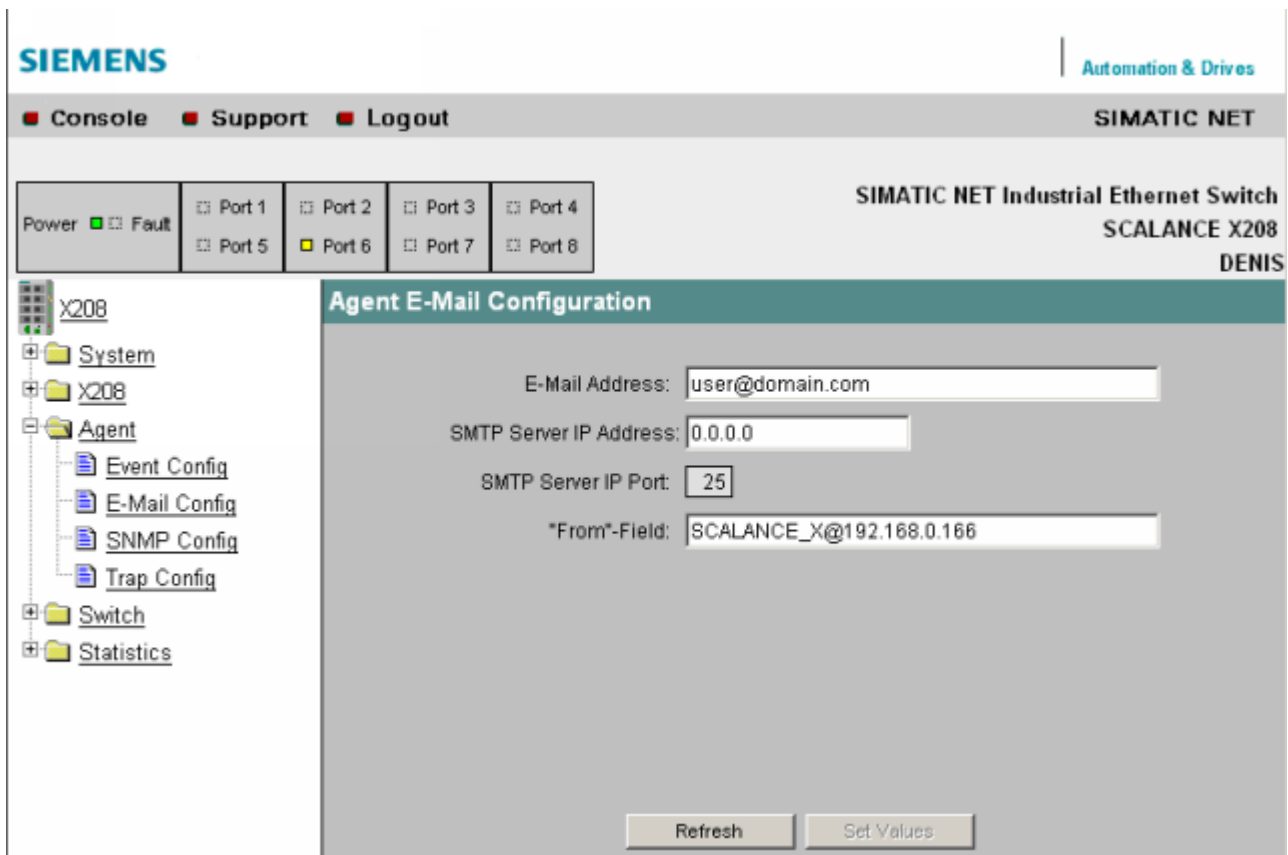 SIEMENS
Automation & Drives
Console Support Logout SIMATIC NET
Power Fault
Port 1 Port 2 Port 3 Port 4
Port 5 Port 6 Port 7 Port 8
SIMATIC NET Industrial Ethernet Switch
SCALANCE X208
DENIS
X208
System
X208
Agent
Event Config
E-Mail Config
SNMP Config
Trap Config
Switch
Statistics
Agent E-Mail Configuration
E-Mail Address: user@domain.com
SMTP Server IP Address: 0.0.0.0
SMTP Server IP Port: 25
"From"-Field: SCALANCE_X@192.168.0.166
Refresh Set Values